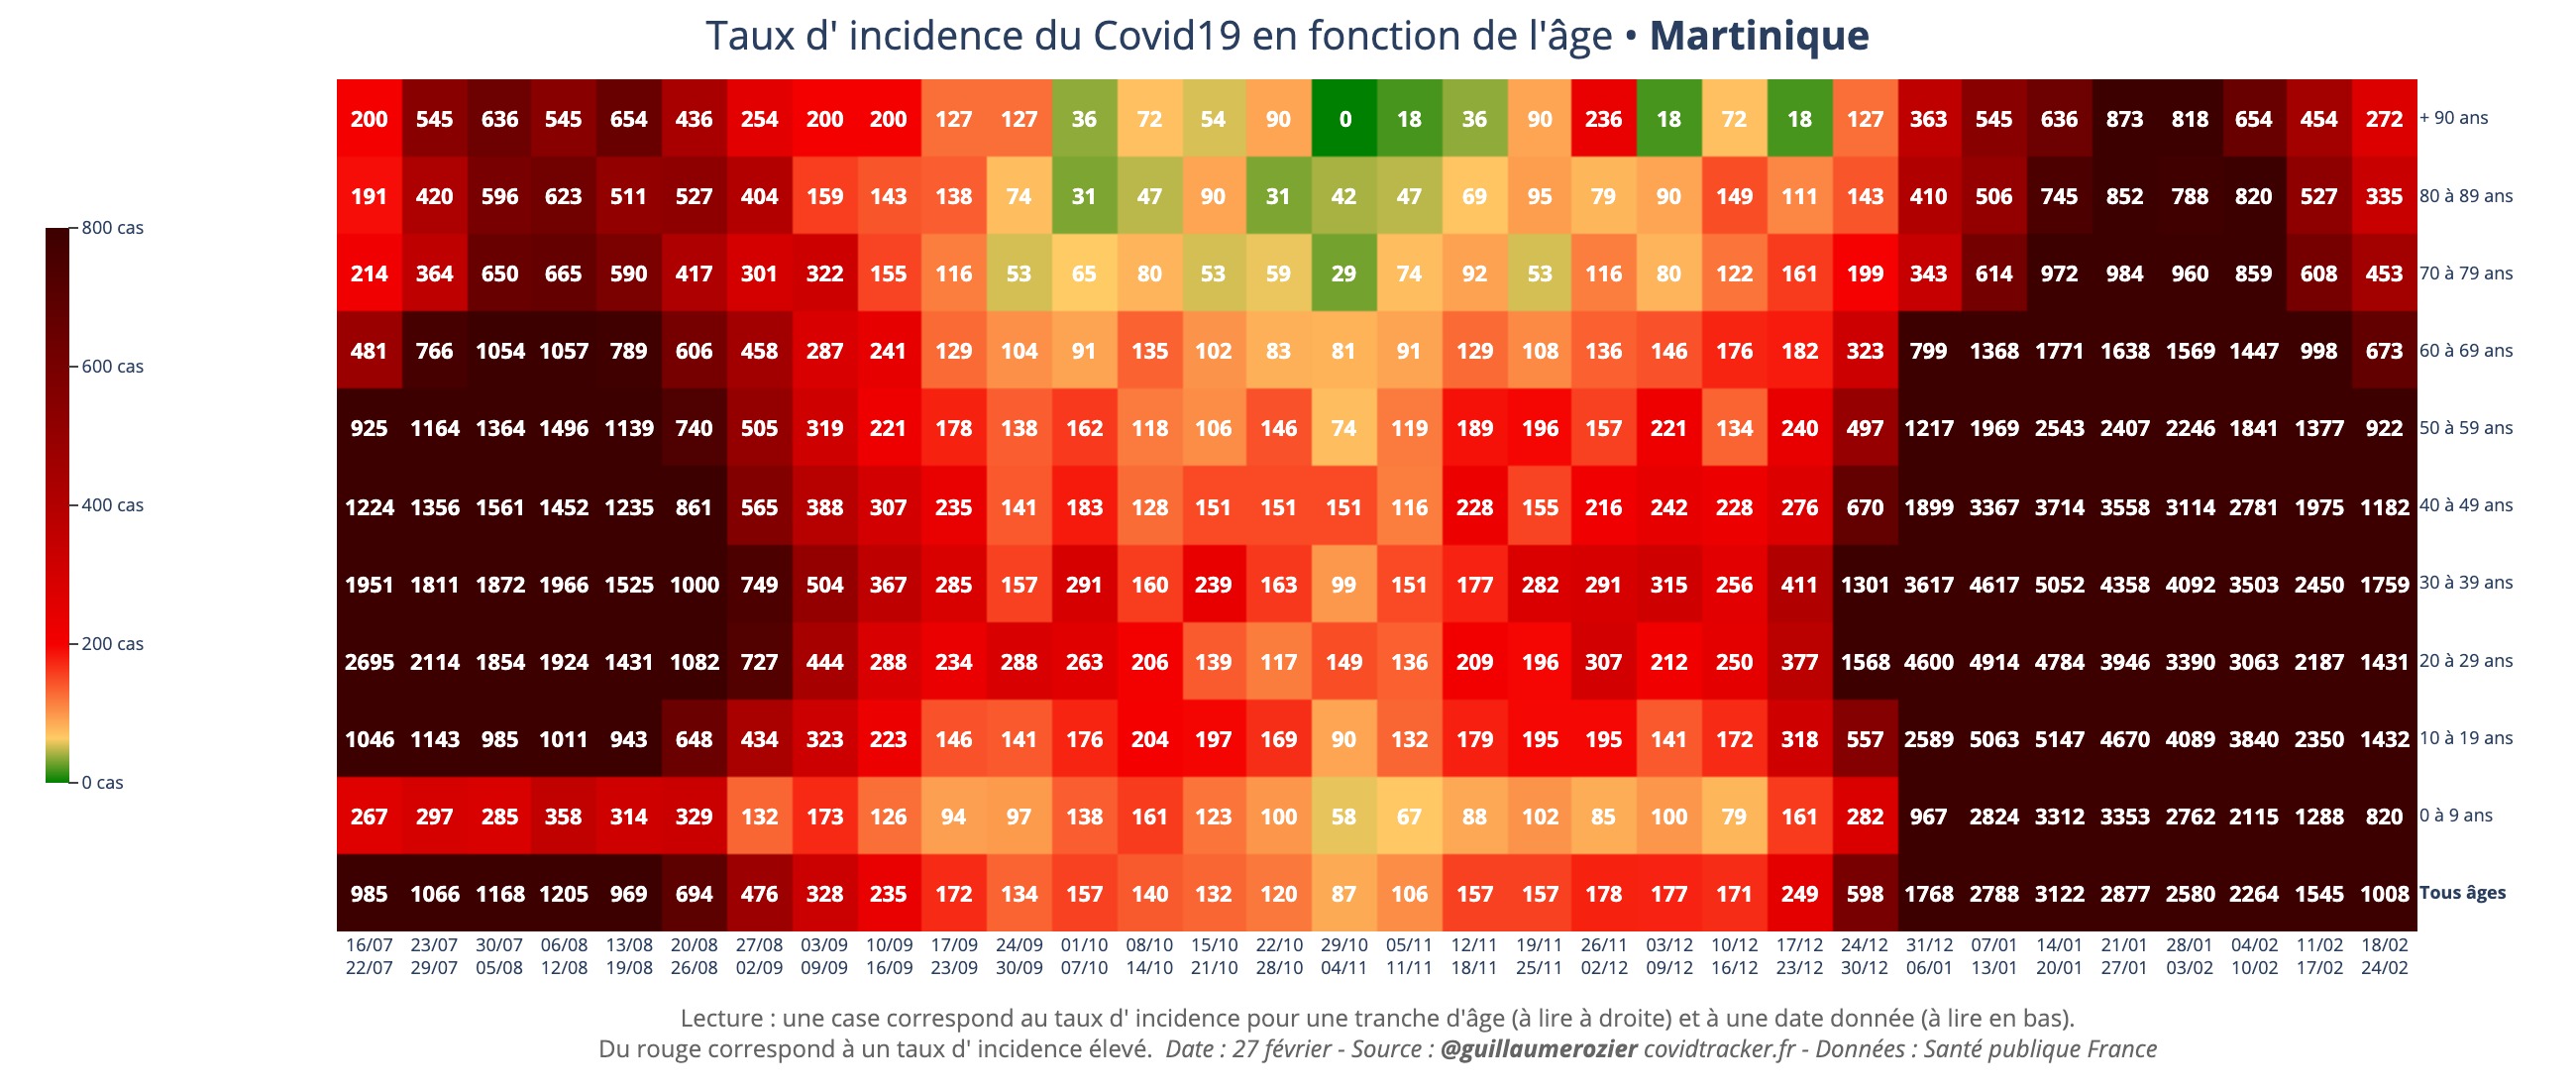 Taux d' incidence du Covid19 en fonction de l'âge • Martinique
200 545 636 545 654 436 254 200 200 127 127 36 72 54 90 0 18 36 90 236 18 72 18 127 363 545 636 873 818 654 454 272 + 90 ans
191 420 596 623 511 527 404 159 143 138 74 31 47 90 31 42 47 69 95 79 90 149 111 143 410 506 745 852 788 820 527 335 80 à 89 ans
214 364 650 665 590 417 301 322 155 116 53 65 80 53 59 29 74 92 53 116 80 122 161 199 343 614 972 984 960 859 608 453 70 à 79 ans
481 766 1054 1057 789 606 458 287 241 129 104 91 135 102 83 81 91 129 108 136 146 176 182 323 799 1368 1771 1638 1569 1447 998 673 60 à 69 ans
925 1164 1364 1496 1139 740 505 319 221 178 138 162 118 106 146 74 119 189 196 157 221 134 240 497 1217 1969 2543 2407 2246 1841 1377 922 50 à 59 ans
1224 1356 1561 1452 1235 861 565 388 307 235 141 183 128 151 151 151 116 228 155 216 242 228 276 670 1899 3367 3714 3558 3114 2781 1975 1182 40 à 49 ans
1951 1811 1872 1966 1525 1000 749 504 367 285 157 291 160 239 163 99 151 177 282 291 315 256 411 1301 3617 4617 5052 4358 4092 3503 2450 1759 30 à 39 ans
2695 2114 1854 1924 1431 1082 727 444 288 234 288 263 206 139 117 149 136 209 196 307 212 250 377 1568 4600 4914 4784 3946 3390 3063 2187 1431 20 à 29 ans
1046 1143 985 1011 943 648 434 323 223 146 141 176 204 197 169 90 132 179 195 195 141 172 318 557 2589 5063 5147 4670 4089 3840 2350 1432 10 à 19 ans
267 297 285 358 314 329 132 173 126 94 97 138 161 123 100 58 67 88 102 85 100 79 161 282 967 2824 3312 3353 2762 2115 1288 820 0 à 9 ans
985 1066 1168 1205 969 694 476 328 235 172 134 157 140 132 120 87 106 157 157 178 177 171 249 598 1768 2788 3122 2877 2580 2264 1545 1008 Tous âges
16/07 23/07 30/07 06/08 13/08 20/08 27/08 03/09 10/09 17/09 24/09 01/10 08/10 15/10 22/10 29/10 05/11 12/11 19/11 26/11 03/12 10/12 17/12 24/12 31/12 07/01 14/01 21/01 28/01 04/02 11/02 18/02
22/07 29/07 05/08 12/08 19/08 26/08 02/09 09/09 16/09 23/09 30/09 07/10 14/10 21/10 28/10 04/11 11/11 18/11 25/11 02/12 09/12 16/12 23/12 30/12 06/01 13/01 20/01 27/01 03/02 10/02 17/02 24/02
800 cas
600 cas
400 cas
200 cas
0 cas
Lecture : une case correspond au taux d' incidence pour une tranche d'âge (à lire à droite) et à une date donnée (à lire en bas).
Du rouge correspond à un taux d' incidence élevé. Date : 27 février - Source : @guillaumerozier covidtracker.fr - Données : Santé publique France